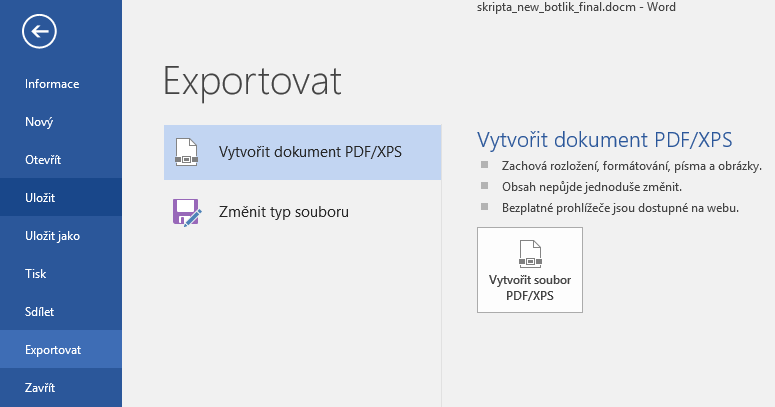 skripta_new_botlik_final.docm - Word
Informace
Nový
Otevřít
Uložit
Uložit jako
Tisk
Sdílet
Exportovat
Zavřít
Exportovat
Vytvořit dokument PDF/XPS
Změnit typ souboru
Vytvořit dokument PDF/XPS
Zachová rozložení, formátování, písma a obrázky.
Obsah nepůjde jednoduše změnit.
Bezplatné prohlížeče jsou dostupné na webu.
Vytvořit soubor
PDF/XPS